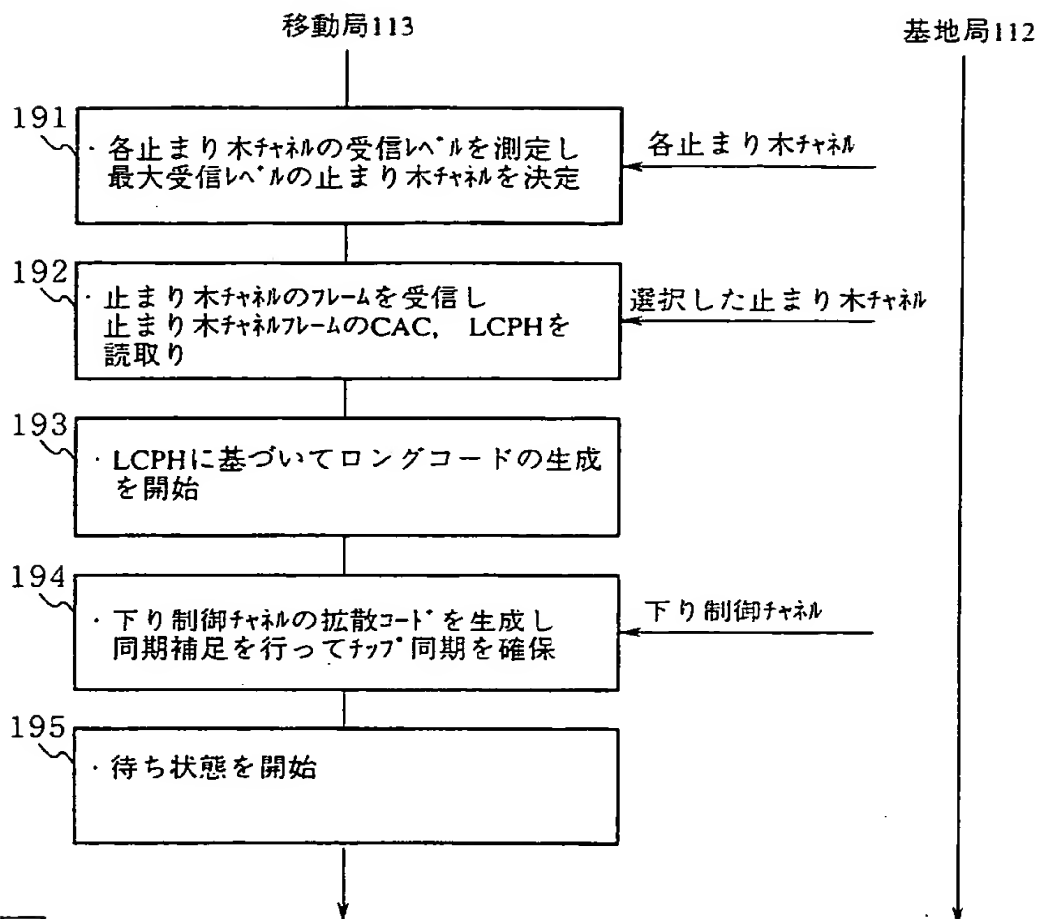 移動局113
基地局112
191
・各止まり木ﾁｬﾈﾙの受信ﾚﾍﾞﾙを測定し
最大受信ﾚﾍﾞﾙの止まり木ﾁｬﾈﾙを決定
各止まり木ﾁｬﾈﾙ
192
・止まり木ﾁｬﾈﾙのﾌﾚｰﾑを受信し
止まり木ﾁｬﾈﾙﾌﾚｰﾑのCAC, LCPHを
読取り
選択した止まり木ﾁｬﾈﾙ
193
・LCPHに基づいてロングコードの生成
を開始
194
・下り制御ﾁｬﾈﾙの拡散ｺｰﾄﾞを生成し
同期補足を行ってﾁｯﾌﾟ同期を確保
下り制御ﾁｬﾈﾙ
195
・待ち状態を開始